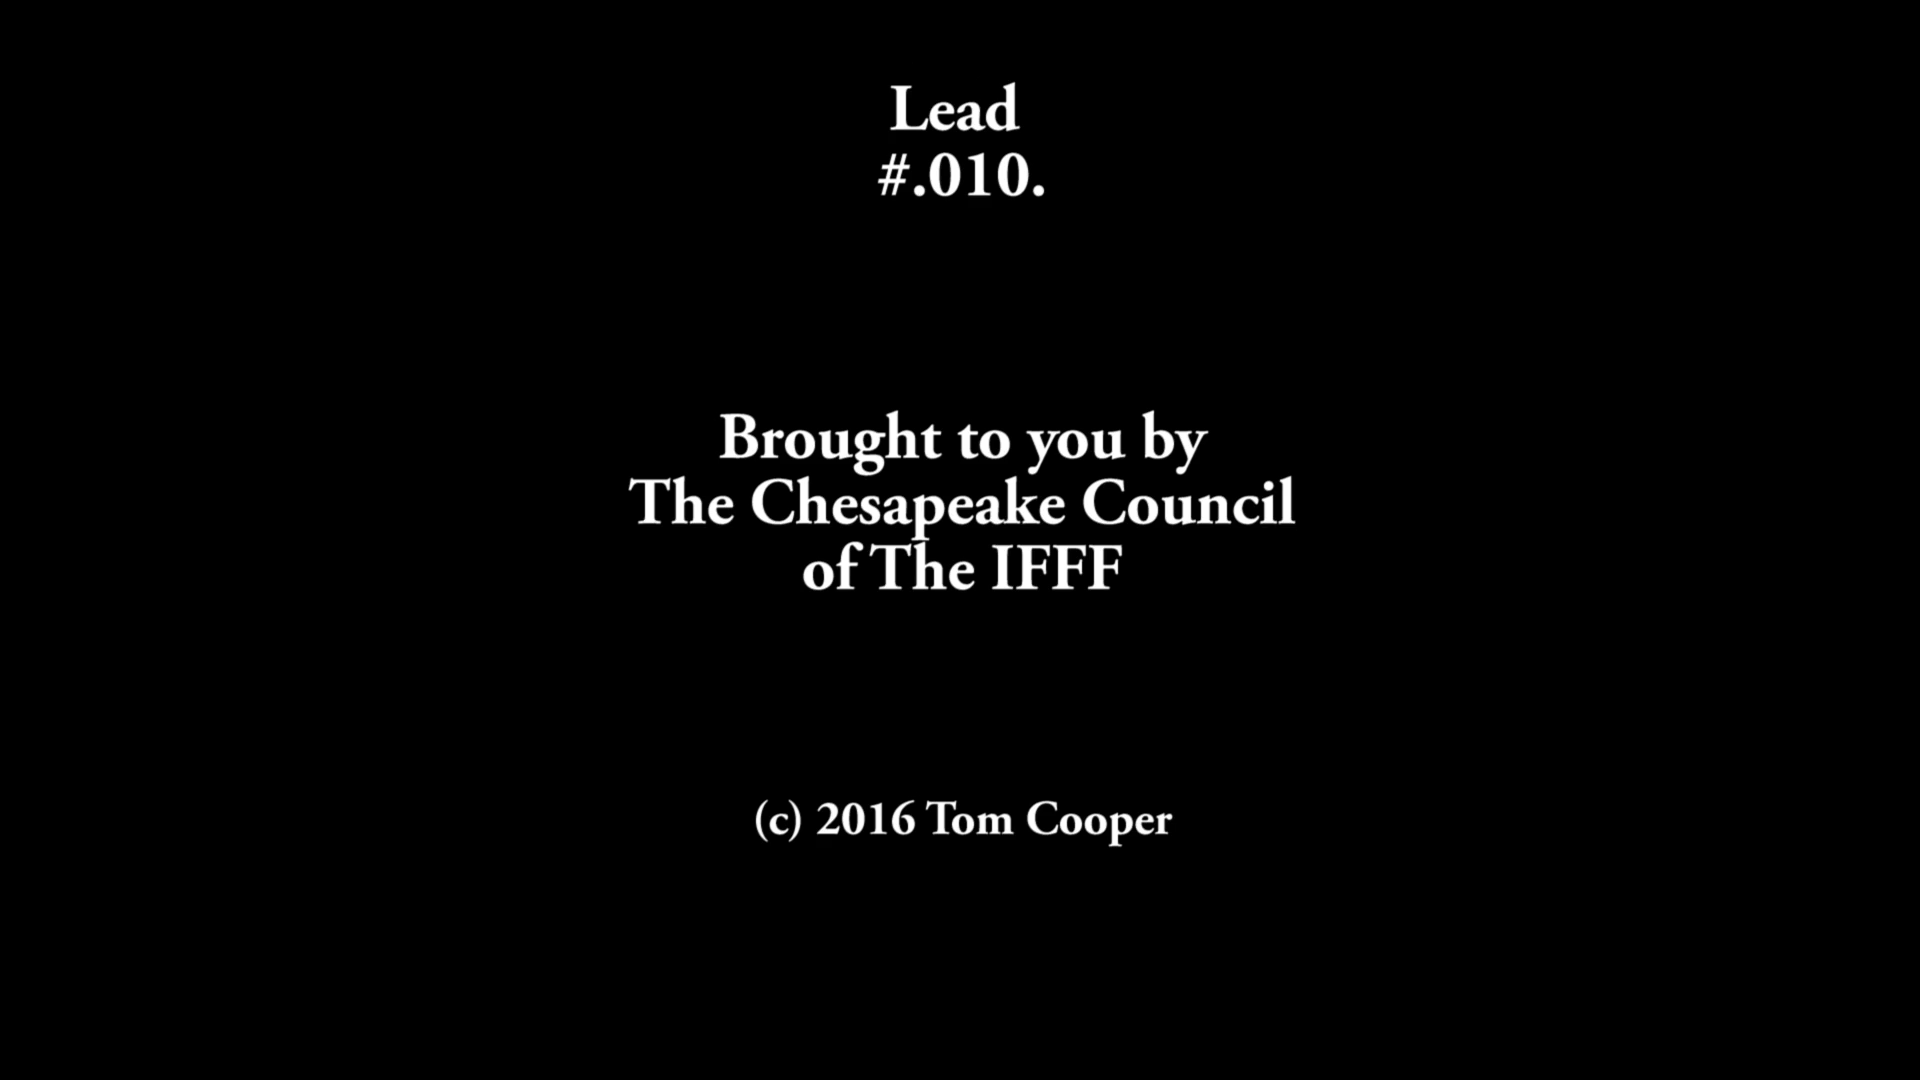 Lead
#.010.
Brought to you by
The Chesapeake Council
of The IFFF
(c) 2016 Tom Cooper